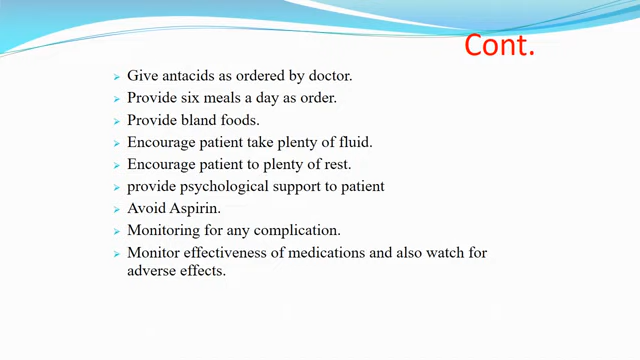 Cont.
Give antacids as ordered by doctor.
Provide six meals a day as order.
Provide bland foods.
Encourage patient take plenty of fluid.
Encourage patient to plenty of rest.
provide psychological support to patient
Avoid Aspirin.
Monitoring for any complication.
Monitor effectiveness of medications and also watch for
adverse effects.